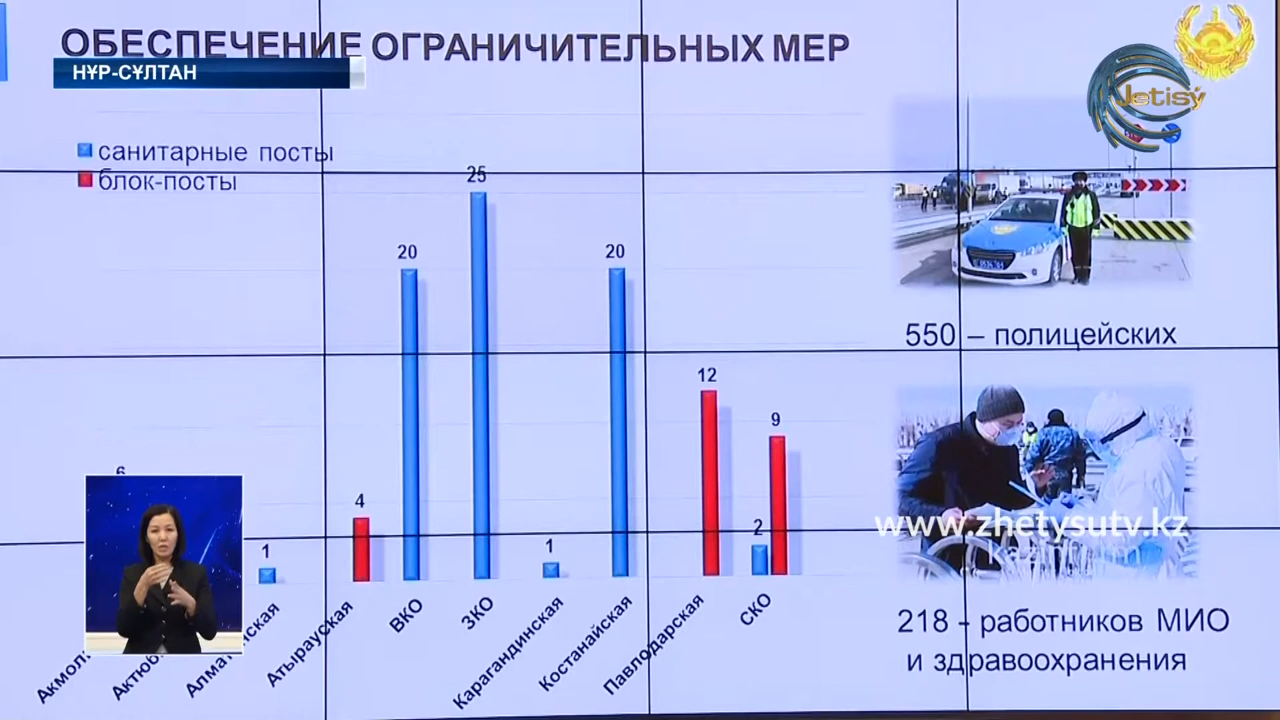 ОБЕСПЕЧЕНИЕ ОГРАНИЧИТЕЛЬНЫХ МЕР
НҰР-СҰЛТАН
Jetisý
санитарные посты
блок-посты
25
20
20
12
9
6
4
2
1
1
ВКО
ЗКО
СКО
Атырауская
Карагандинская
Костанайская
Павлодарская
550 – полицейских
www.zhetysutv.kz
kazinform
218 - работников МИО
и здравоохранения